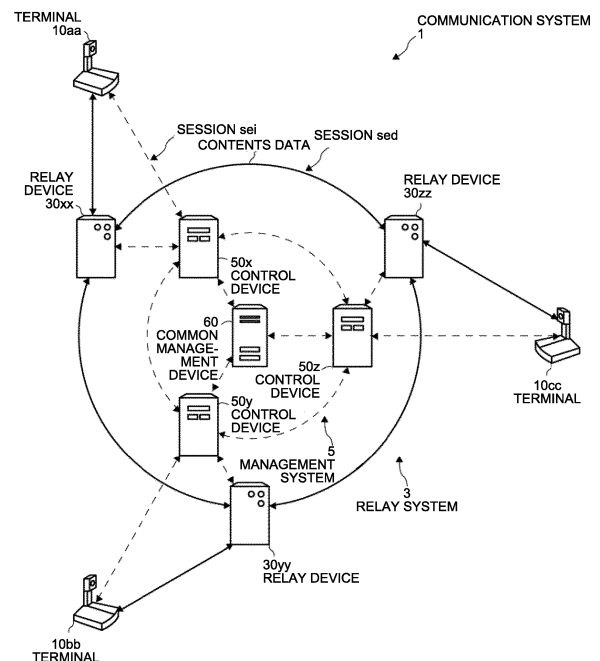 TERMINAL
10aa
COMMUNICATION SYSTEM
1
SESSION sei
SESSION sed
CONTENTS DATA
RELAY
DEVICE
30xx
RELAY DEVICE
30zz
50x
CONTROL
DEVICE
60
COMMON
MANAGE-
MENT
DEVICE
50z
CONTROL
DEVICE
10cc
TERMINAL
50y
CONTROL
DEVICE
5
MANAGEMENT
SYSTEM
3
RELAY SYSTEM
30yy
RELAY DEVICE
10bb
TERMINAL